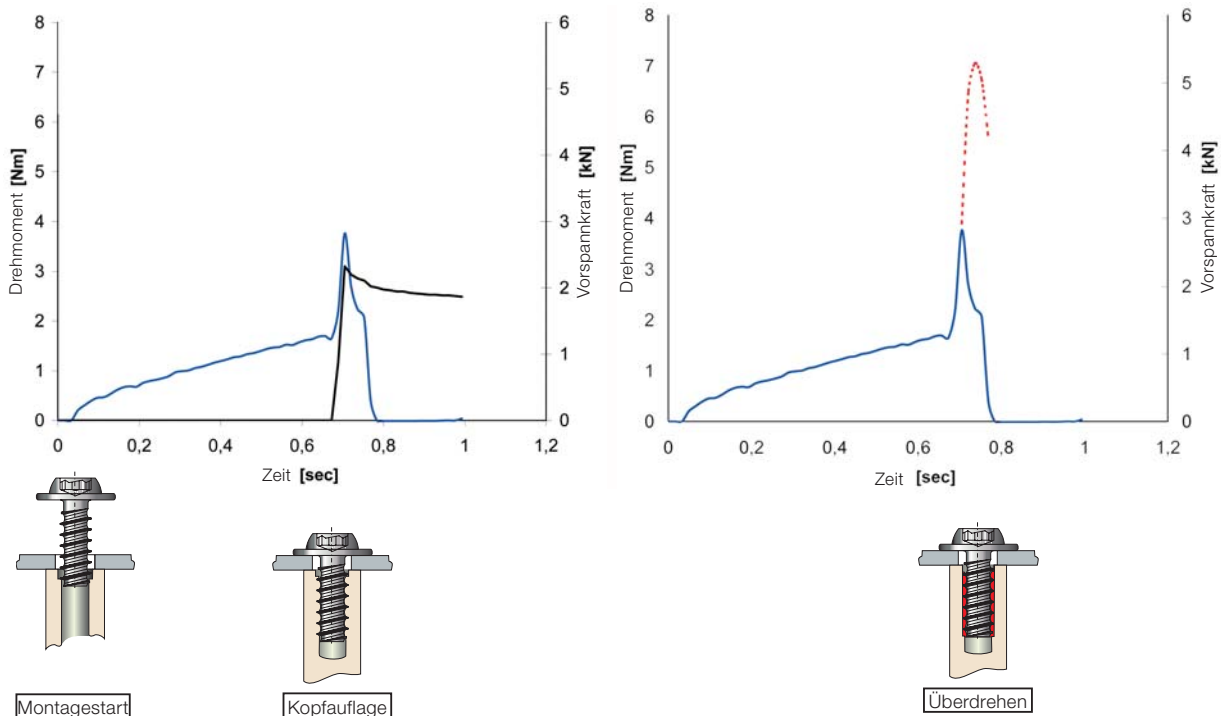 8
7
6
5
4
3
2
1
0
Drehmoment [Nm]
6
5
4
3
2
1
0
Vorspannkraft [kN]
0 0,2 0,4 0,6 0,8 1 1,2
Zeit [sec]
8
7
6
5
4
3
2
1
0
Drehmoment [Nm]
6
5
4
3
2
1
0
Vorspannkraft [kN]
0 0,2 0,4 0,6 0,8 1 1,2
Zeit [sec]
Montagestart
Kopfauflage
Überdrehen